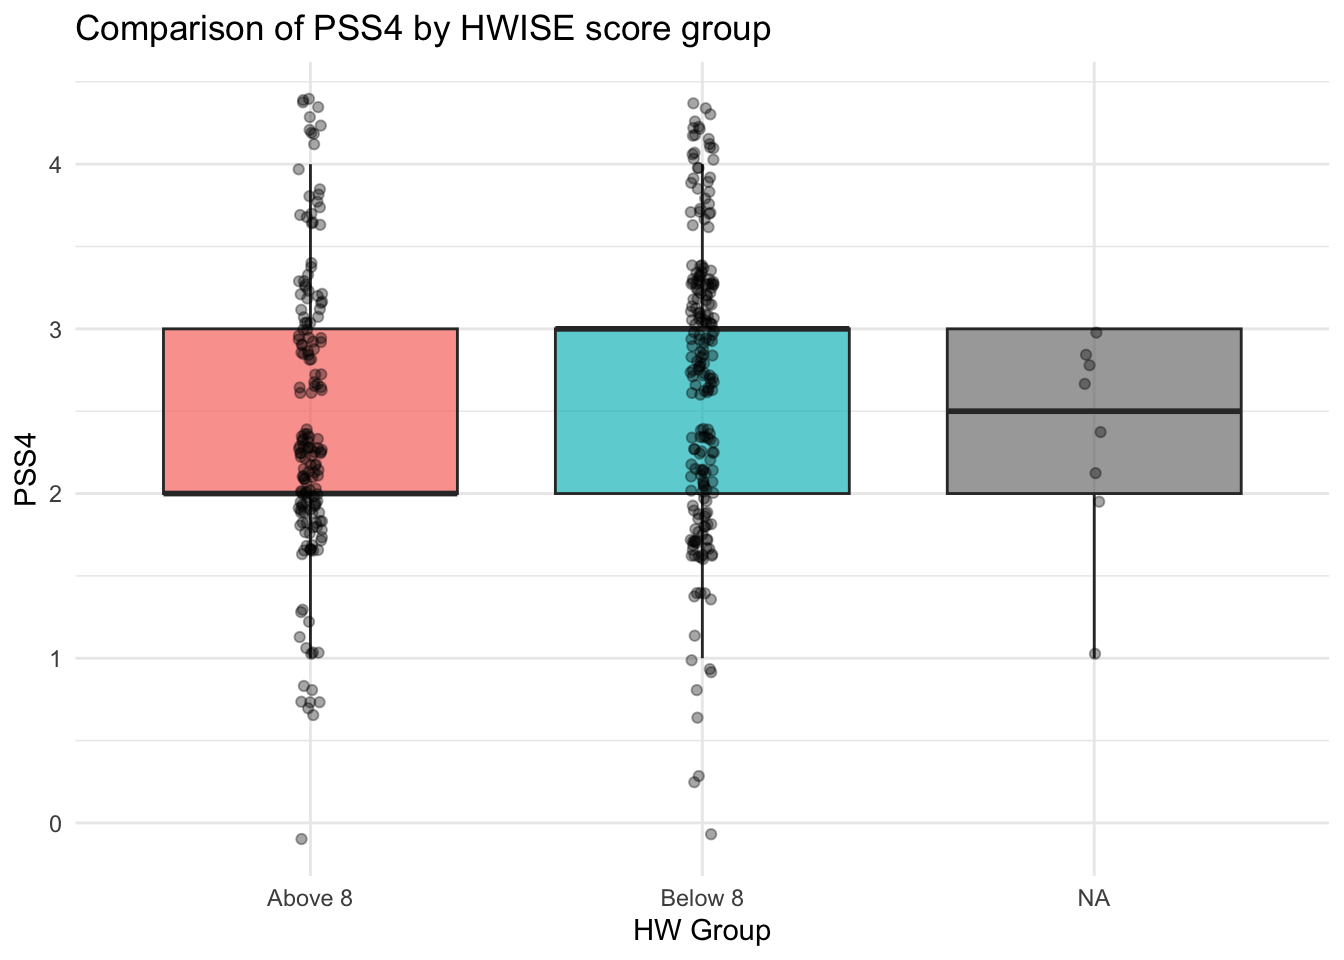 Comparison of PSS4 by HWISE score group
PSS4
4
3
2
1
0
Above 8
Below 8
NA
HW Group